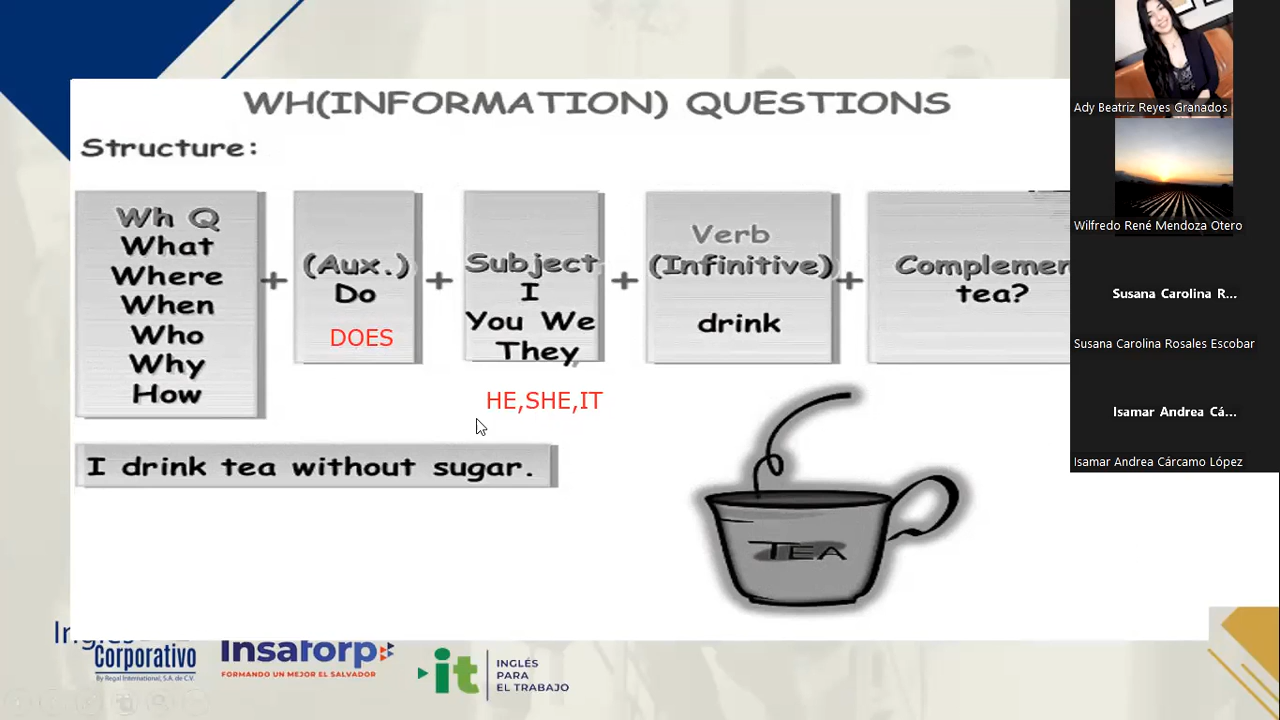 WH(INFORMATION) QUESTIONS
Structure:
Wh Q
What
Where
When
Who
Why
How
+
(Aux.)
Do
DOES
+
Subject
I
You We
They
HE,SHE,IT
+
Verb
(Infinitive)
drink
+
Complemen
tea?
I drink tea without sugar.
TEA
Corporativo
By Regal International, S.A. de C.V.
Insaforp
FORMANDO UN MEJOR EL SALVADOR
it
INGLÉS
PARA
EL TRABAJO
Ady Beatriz Reyes Granados
Wilfredo René Mendoza Otero
Susana Carolina R...
Susana Carolina Rosales Escobar
Isamar Andrea Cá...
Isamar Andrea Cárcamo López